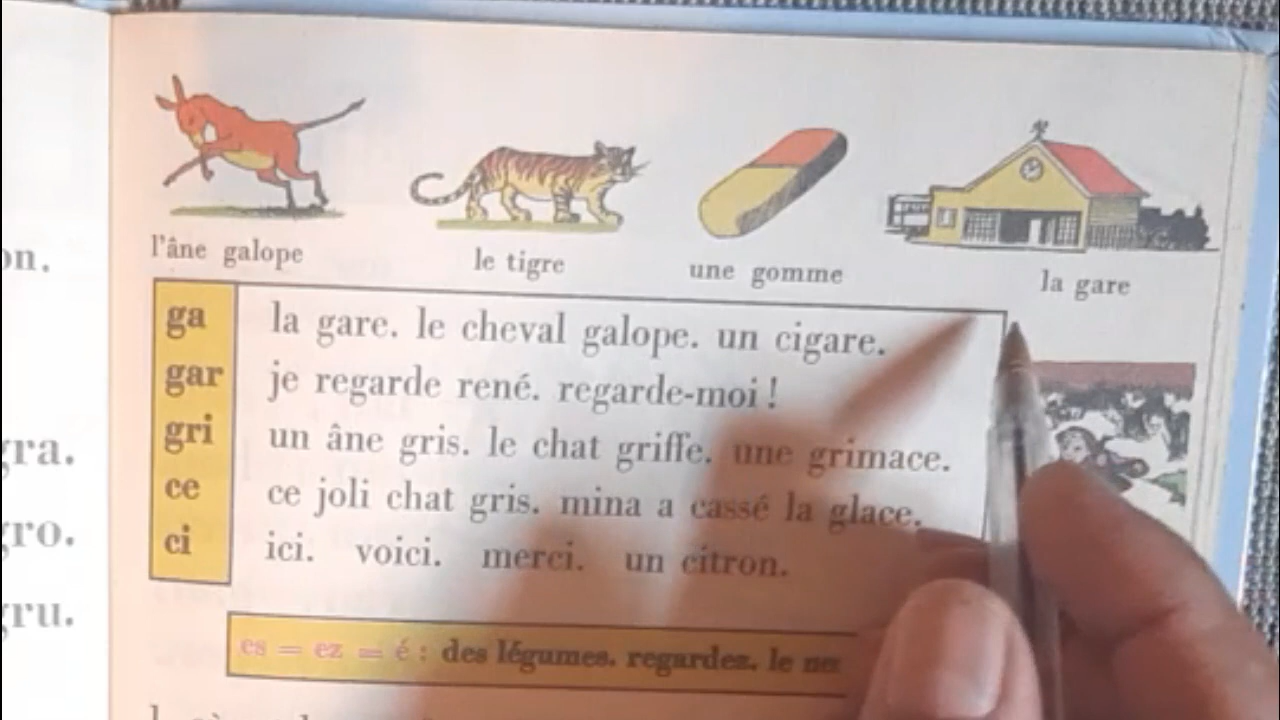 on.
gra.
gro.
gru.
l'âne galope
le tigre
une gomme
la gare
ga la gare. le cheval galope. un cigare.
gar je regarde rené. regarde-moi !
gri un âne gris. le chat griffe. une grimace.
ce ce joli chat gris. mina a cassé la glace.
ci ici. voici. merci. un citron.
es = ez = é : des légumes. regardez. le